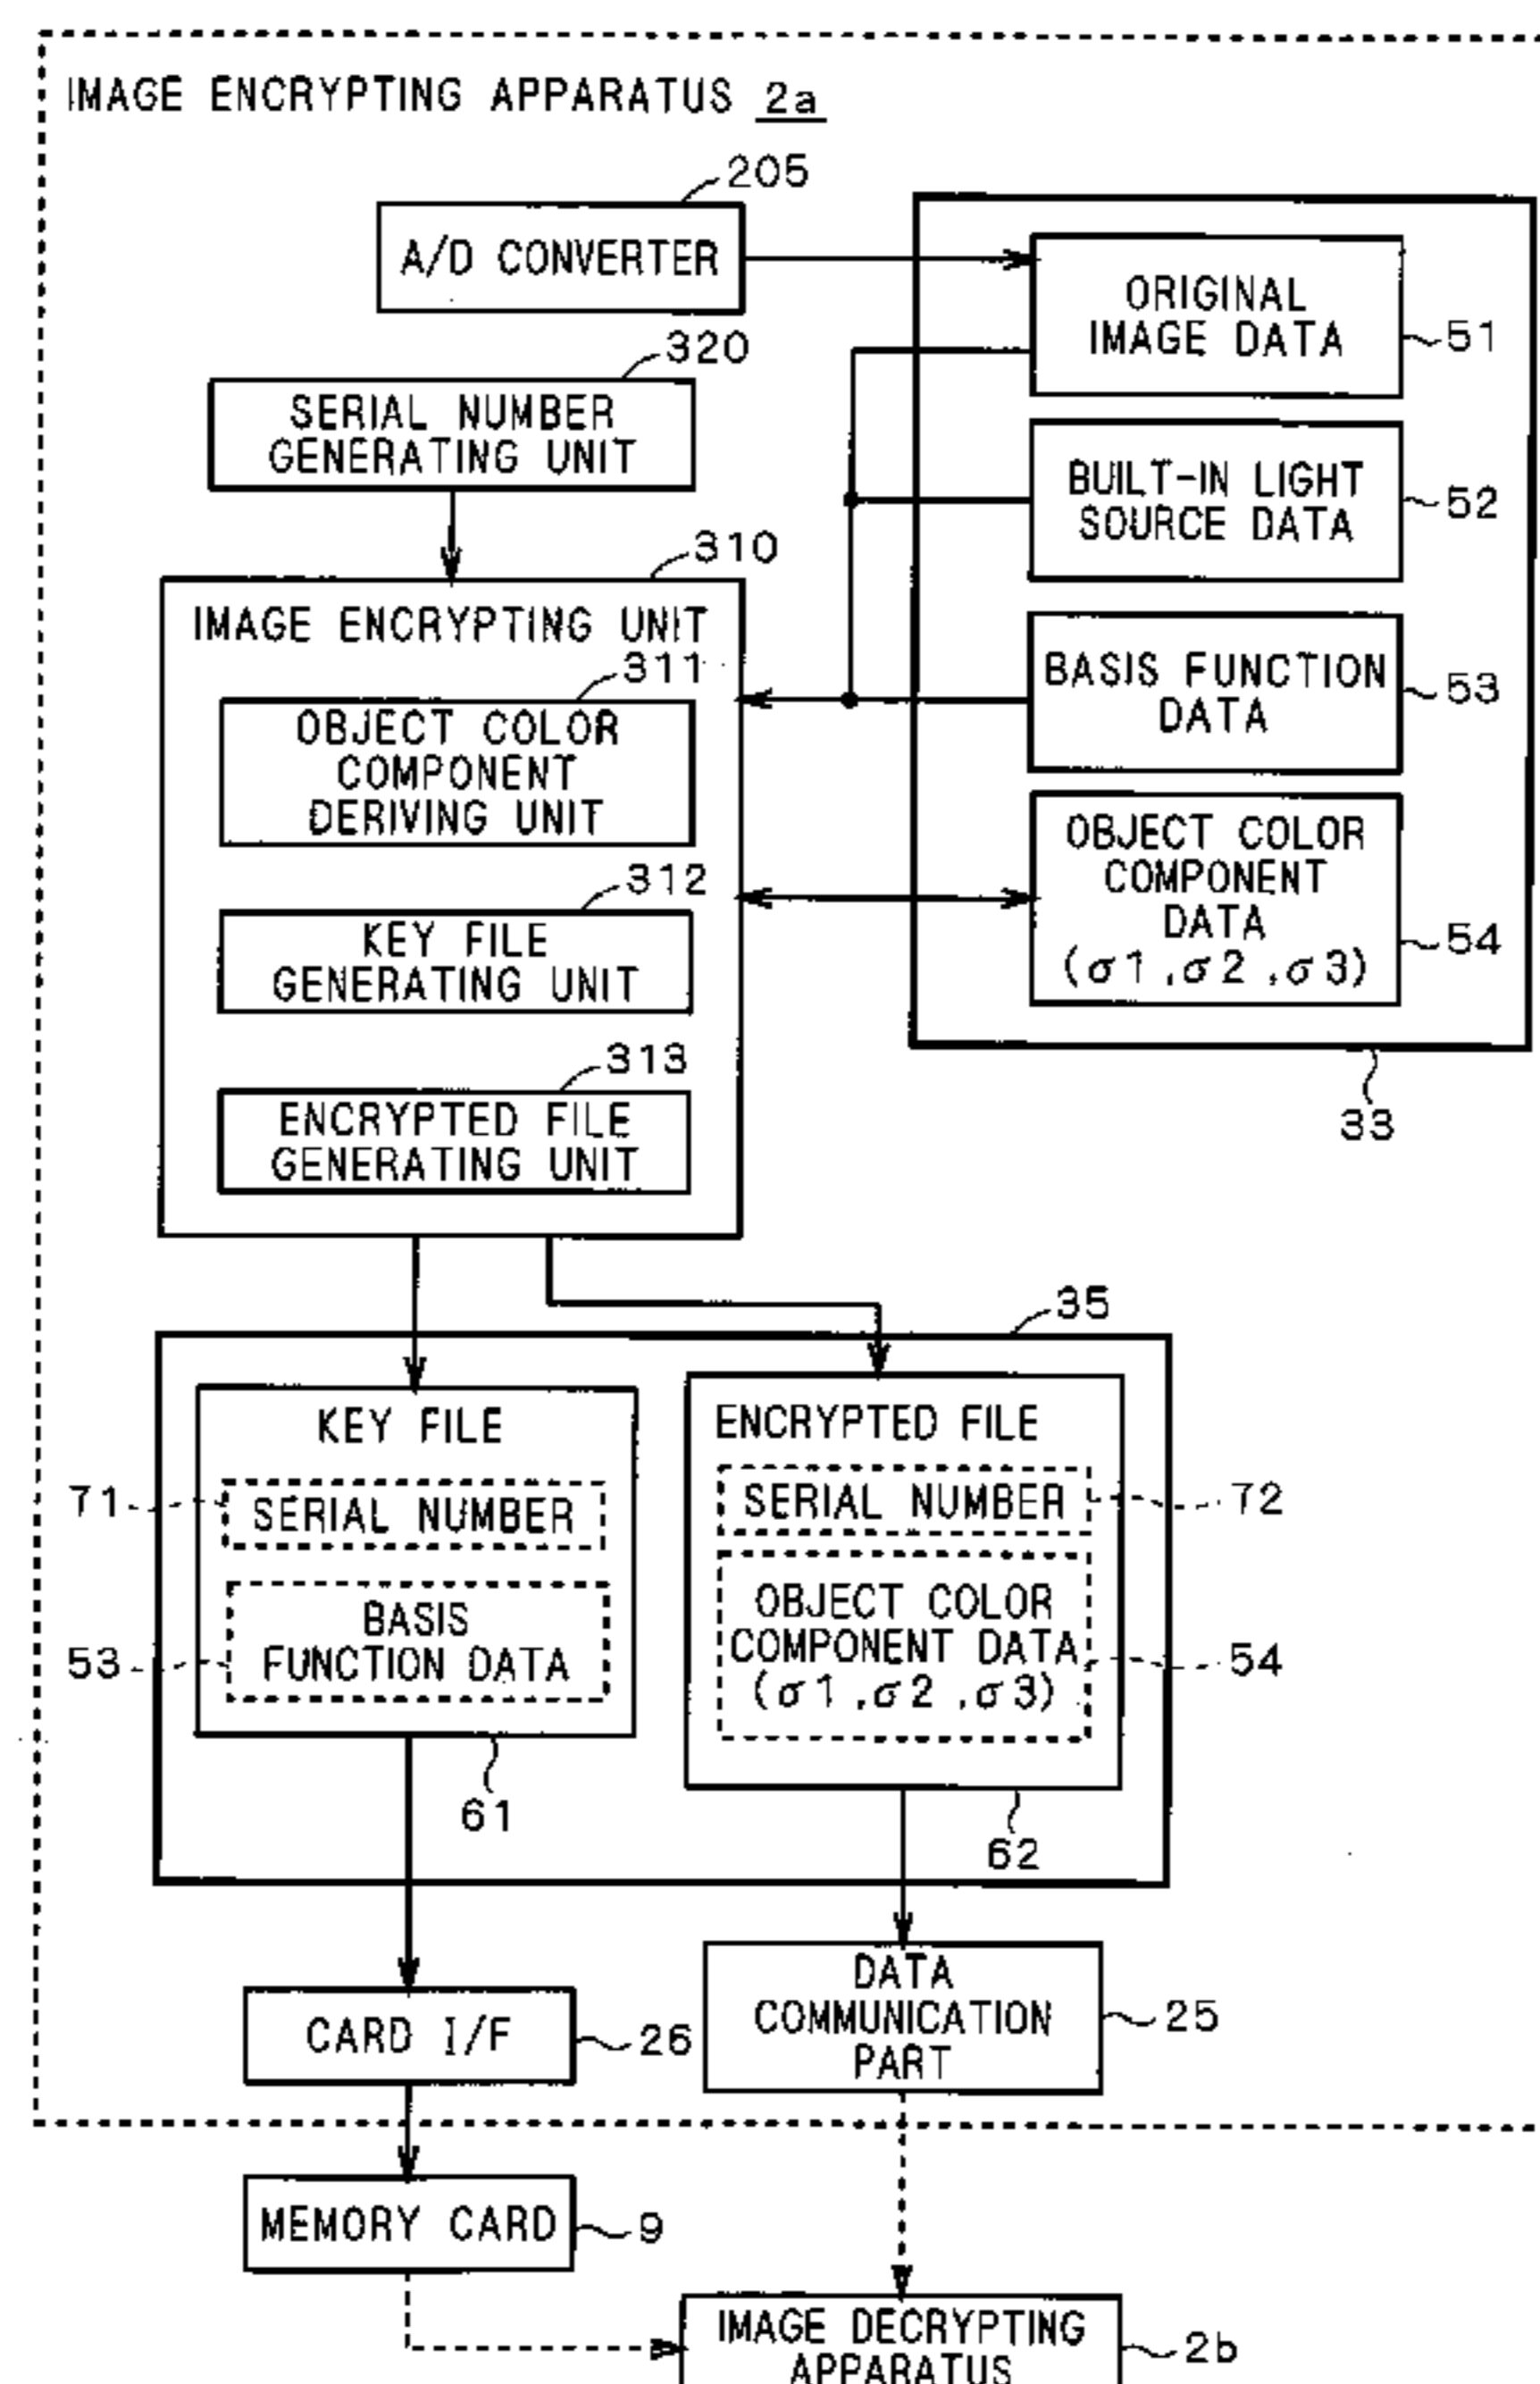 IMAGE ENCRYPTING APPARATUS 2a
205
A/D CONVERTER
ORIGINAL
IMAGE DATA
51
320
SERIAL NUMBER
GENERATING UNIT
BUILT-IN LIGHT
SOURCE DATA
52
310
IMAGE ENCRYPTING UNIT
311
OBJECT COLOR
COMPONENT
DERIVING UNIT
BASIS FUNCTION
DATA
53
312
KEY FILE
GENERATING UNIT
OBJECT COLOR
COMPONENT
DATA
(σ1,σ2,σ3)
54
313
ENCRYPTED FILE
GENERATING UNIT
33
35
KEY FILE
71
SERIAL NUMBER
53
BASIS
FUNCTION DATA
61
ENCRYPTED FILE
SERIAL NUMBER
72
OBJECT COLOR
COMPONENT DATA
(σ1,σ2,σ3)
54
62
CARD I/F
26
DATA
COMMUNICATION
PART
25
MEMORY CARD
9
IMAGE DECRYPTING
APPARATUS
2b